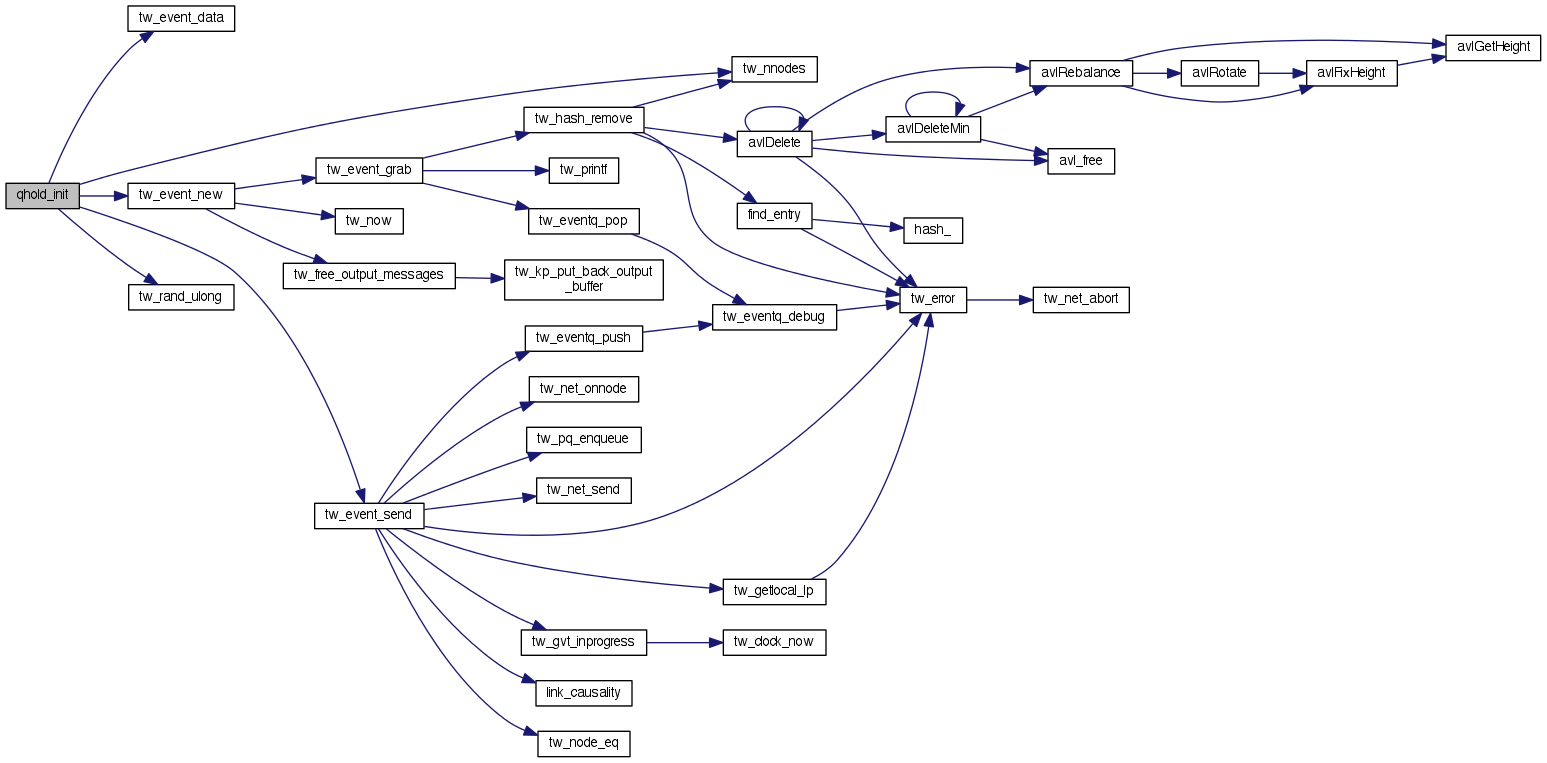 tw_event_data
avlGetHeight
tw_nnodes
avlRebalance
avlRotate
avlFixHeight
tw_hash_remove
avlDeleteMin
avlDelete
avl_free
tw_event_grab
tw_printf
qhold_init
tw_event_new
tw_now
tw_eventq_pop
find_entry
hash_
tw_free_output_messages
tw_kp_put_back_output
_buffer
tw_rand_ulong
tw_error
tw_net_abort
tw_eventq_debug
tw_eventq_push
tw_net_onnode
tw_pq_enqueue
tw_net_send
tw_event_send
tw_getlocal_lp
tw_gvt_inprogress
tw_clock_now
link_causality
tw_node_eq